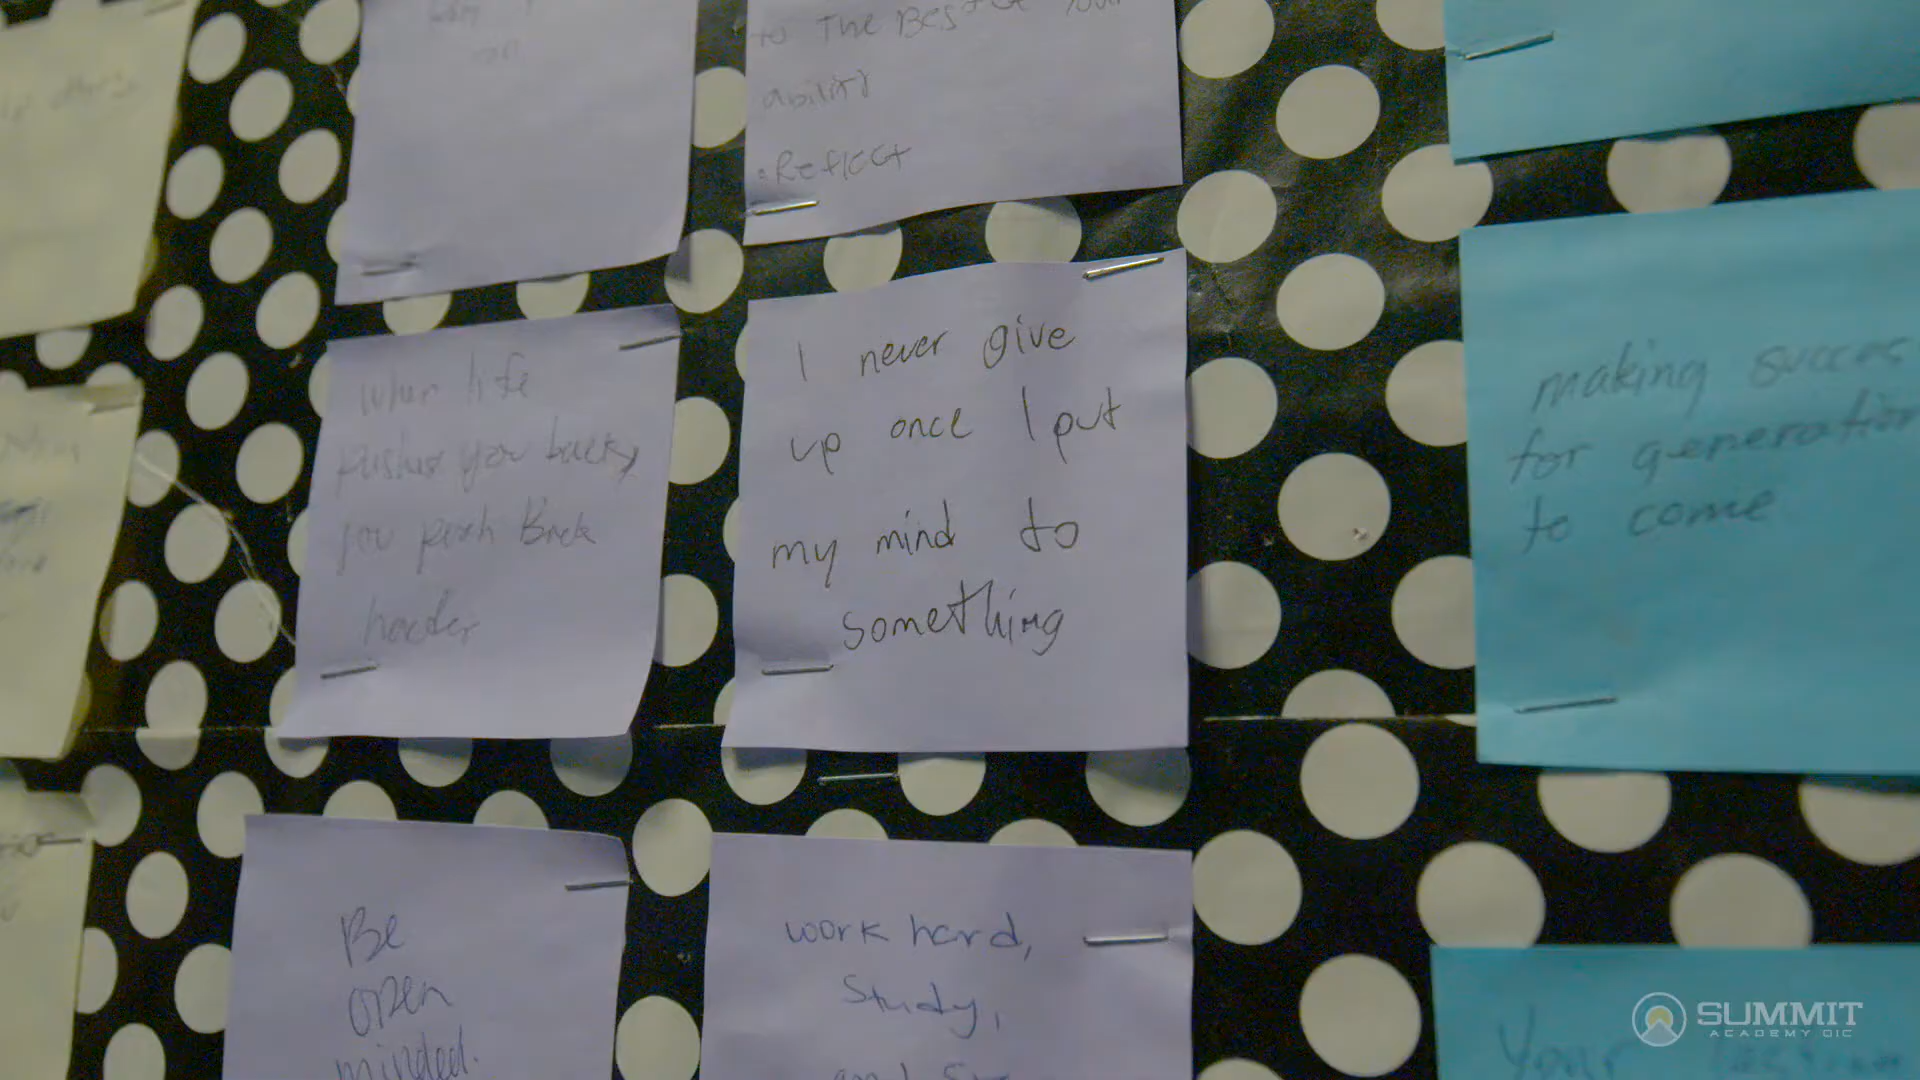 to The Best of Your
ability
•Reflect
when life
pushes you back,
you push Back
harder
I never give
up once I put
my mind to
something
making succes
for generation
to come
Be
open
minded.
work hard,
Study,
and
Your
SUMMIT
ACADEMY OIC